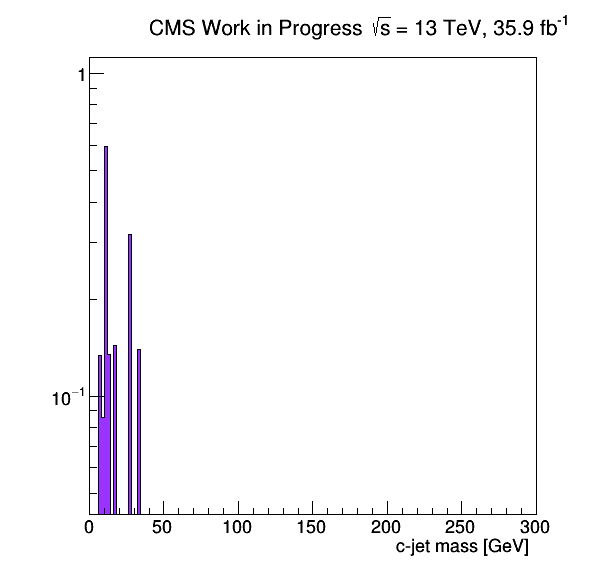 CMS Work in Progress √s = 13 TeV, 35.9 fb⁻¹
1
10⁻¹
0 50 100 150 200 250 300
c-jet mass [GeV]